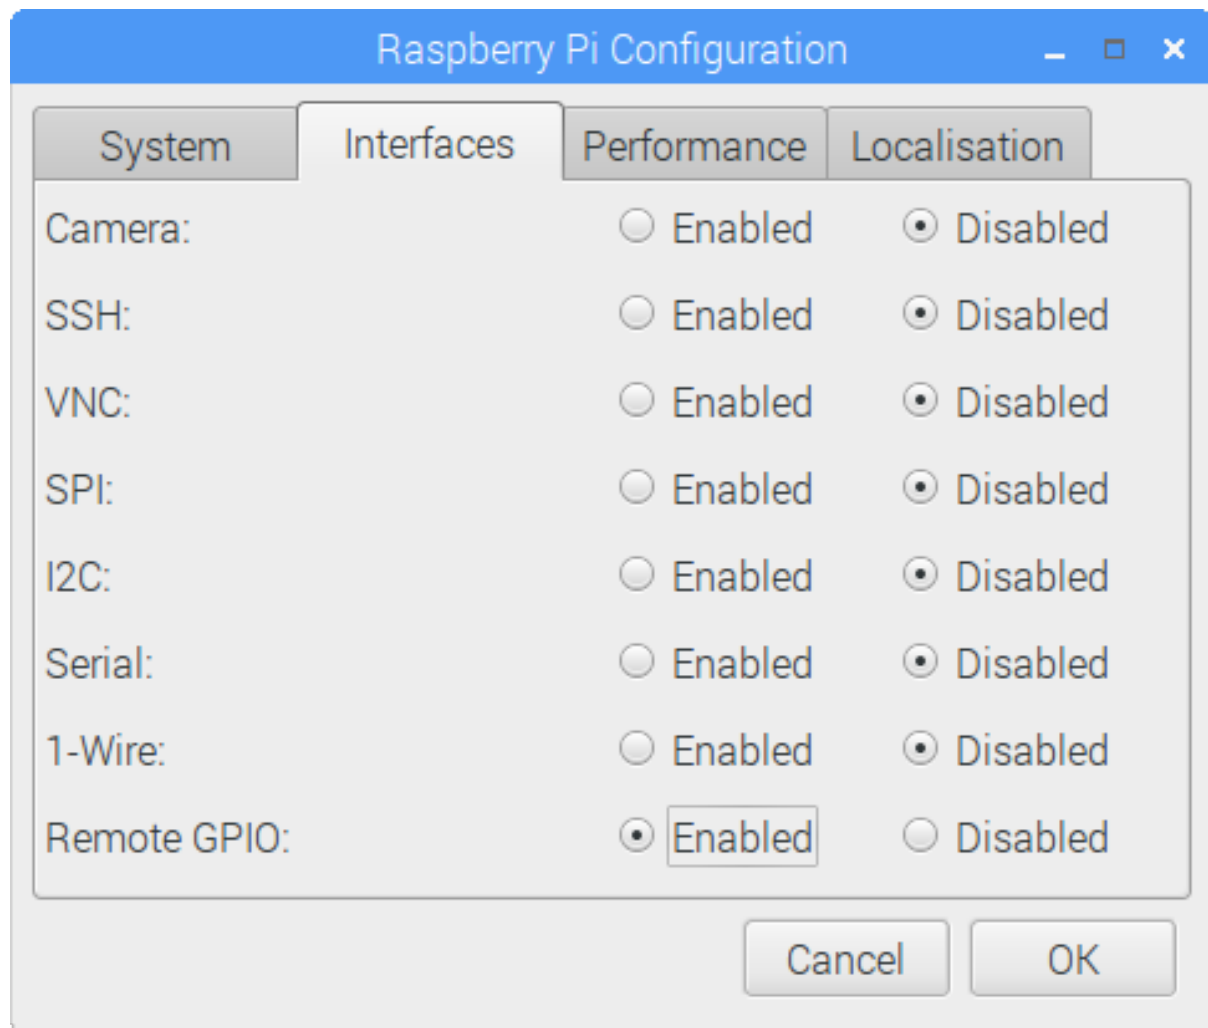 Raspberry Pi Configuration
System Interfaces Performance Localisation
Camera: Enabled Disabled
SSH: Enabled Disabled
VNC: Enabled Disabled
SPI: Enabled Disabled
I2C: Enabled Disabled
Serial: Enabled Disabled
1-Wire: Enabled Disabled
Remote GPIO: Enabled Disabled
Cancel OK